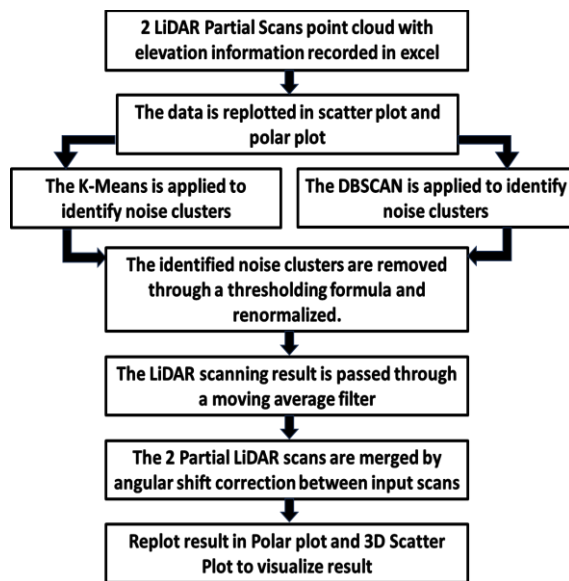 2 LiDAR Partial Scans point cloud with
elevation information recorded in excel
The data is replotted in scatter plot and
polar plot
The K-Means is applied to
identify noise clusters
The DBSCAN is applied to identify
noise clusters
The identified noise clusters are removed
through a thresholding formula and
renormalized.
The LiDAR scanning result is passed through
a moving average filter
The 2 Partial LiDAR scans are merged by
angular shift correction between input scans
Replot result in Polar plot and 3D Scatter
Plot to visualize result